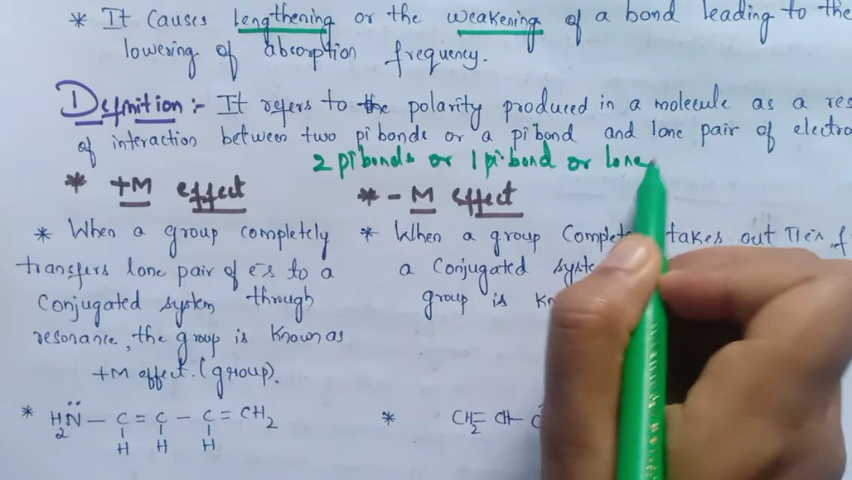 * It causes lengthening or the weakening of a bond leading to the
lowering of absorption frequency.
Definition :- It refers to the polarity produced in a molecule as a res
of interaction between two pi bonds or a pi bond and lone pair of electro
2 pi bonds or 1 pi-bond or lone
* +M effect
* - M effect
* When a group completely
transfers lone pair of e⁻s to a
conjugated system through
resonance, the group is known as
+M effect. (group).
* When a group Complet takes out πe⁻s
a conjugated syste
group is kn
* H₂N̈ - C = C - C = CH₂
H H H
* CH₂ = CH - C